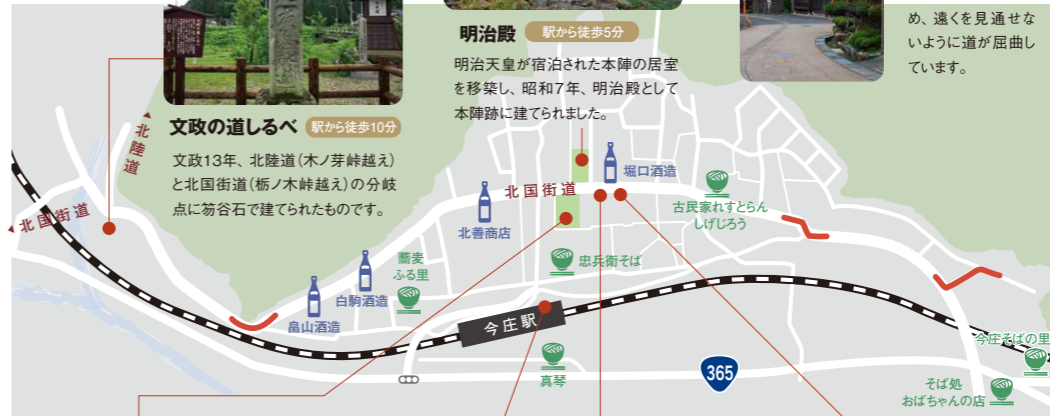 め、遠くを見通せな
いように道が屈曲し
ています。
明治殿 駅から徒歩5分
明治天皇が宿泊された本陣の居室
を移築し、昭和7年、明治殿として
本陣跡に建てられました。
文政の道しるべ 駅から徒歩10分
文政13年、北陸道(木ノ芽峠越え)
と北国街道(栃ノ木峠越え)の分岐
点に笏谷石で建てられたものです。
北陸道
北国街道
北国街道
堀口酒造
北善商店
古民家れすとらん
しげじろう
蕎麦
ふる里
忠兵衛そば
白駒酒造
畠山酒造
今庄駅
真琴
365
今庄そばの里
そば処
おばちゃんの店